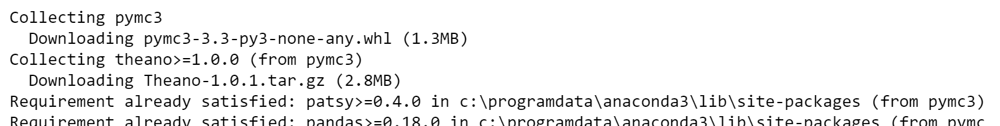 Collecting pymc3
  Downloading pymc3-3.3-py3-none-any.whl (1.3MB)
Collecting theano>=1.0.0 (from pymc3)
  Downloading Theano-1.0.1.tar.gz (2.8MB)
Requirement already satisfied: patsy>=0.4.0 in c:\programdata\anaconda3\lib\site-packages (from pymc3)
Requirement already satisfied: pandas>=0.18.0 in c:\programdata\anaconda3\lib\site-packages (from pymc